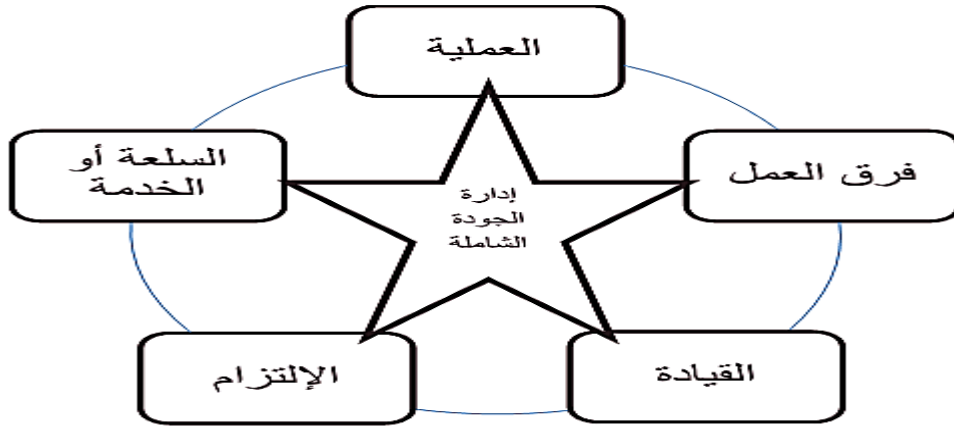 العملية
فرق العمل
السلعة أو
الخدمة
إدارة
الجودة
الشاملة
القيادة
الإلتزام